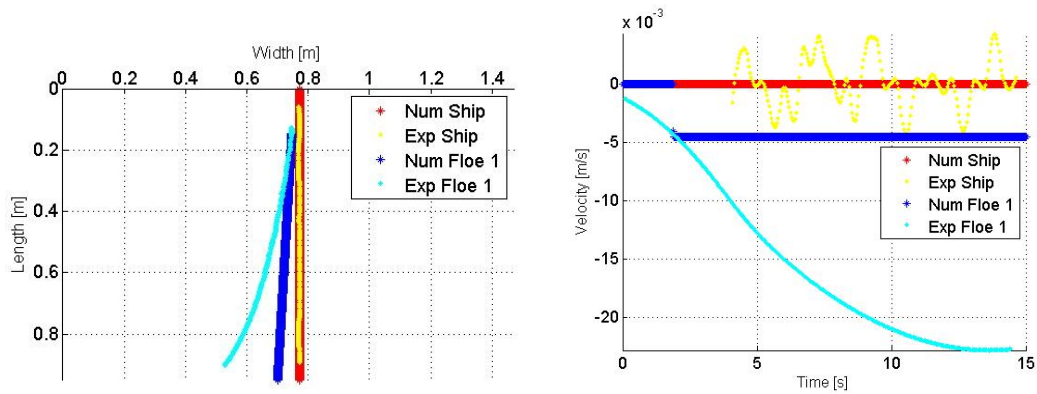 Width [m]
0 0.2 0.4 0.6 0.8 1 1.2 1.4
0
0.2
0.4
0.6
0.8
Length [m]
Num Ship
Exp Ship
Num Floe 1
Exp Floe 1
x 10^-3
0
-5
-10
-15
-20
Velocity [m/s]
Num Ship
Exp Ship
Num Floe 1
Exp Floe 1
0 5 10 15
Time [s]